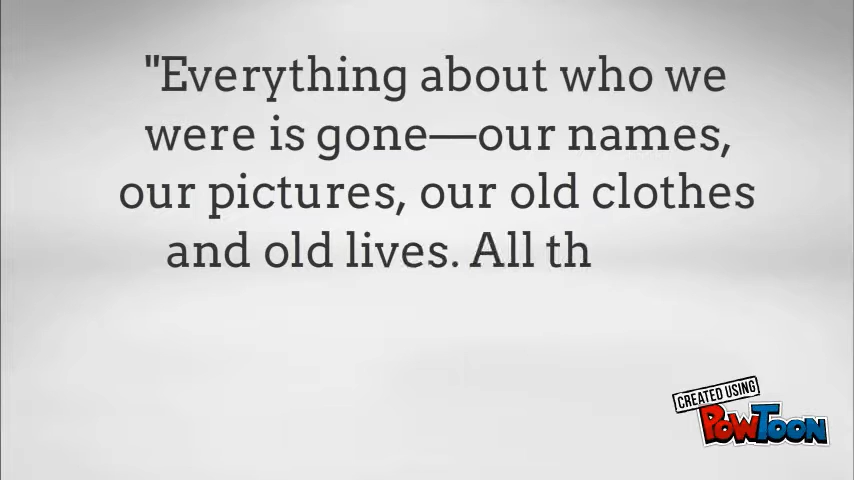 "Everything about who we
were is gone—our names,
our pictures, our old clothes
and old lives. All th
CREATED USING
POWTOON